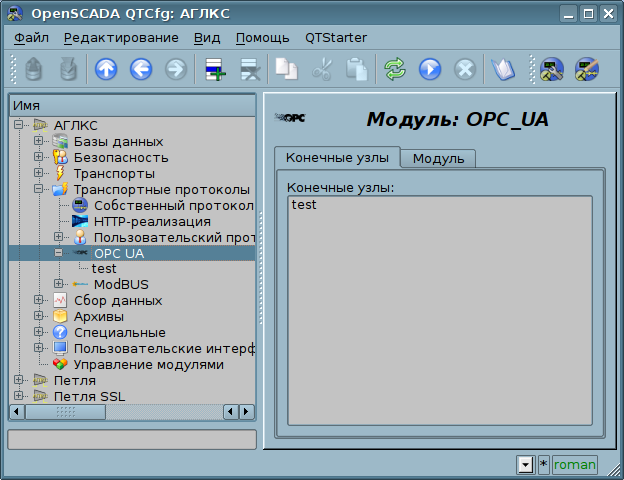 OpenSCADA QTCfg: АГЛКС
Файл Редактирование Вид Помощь QTStarter
Имя
АГЛКС
Базы данных
Безопасность
Транспорты
Транспортные протоколы
Собственный протокол
HTTP-реализация
Пользовательский прот
OPC UA
test
ModBUS
Сбор данных
Архивы
Специальные
Пользовательские интерф
Управление модулями
Петля
Петля SSL
OPC
Модуль: OPC_UA
Конечные узлы Модуль
Конечные узлы:
test
* roman